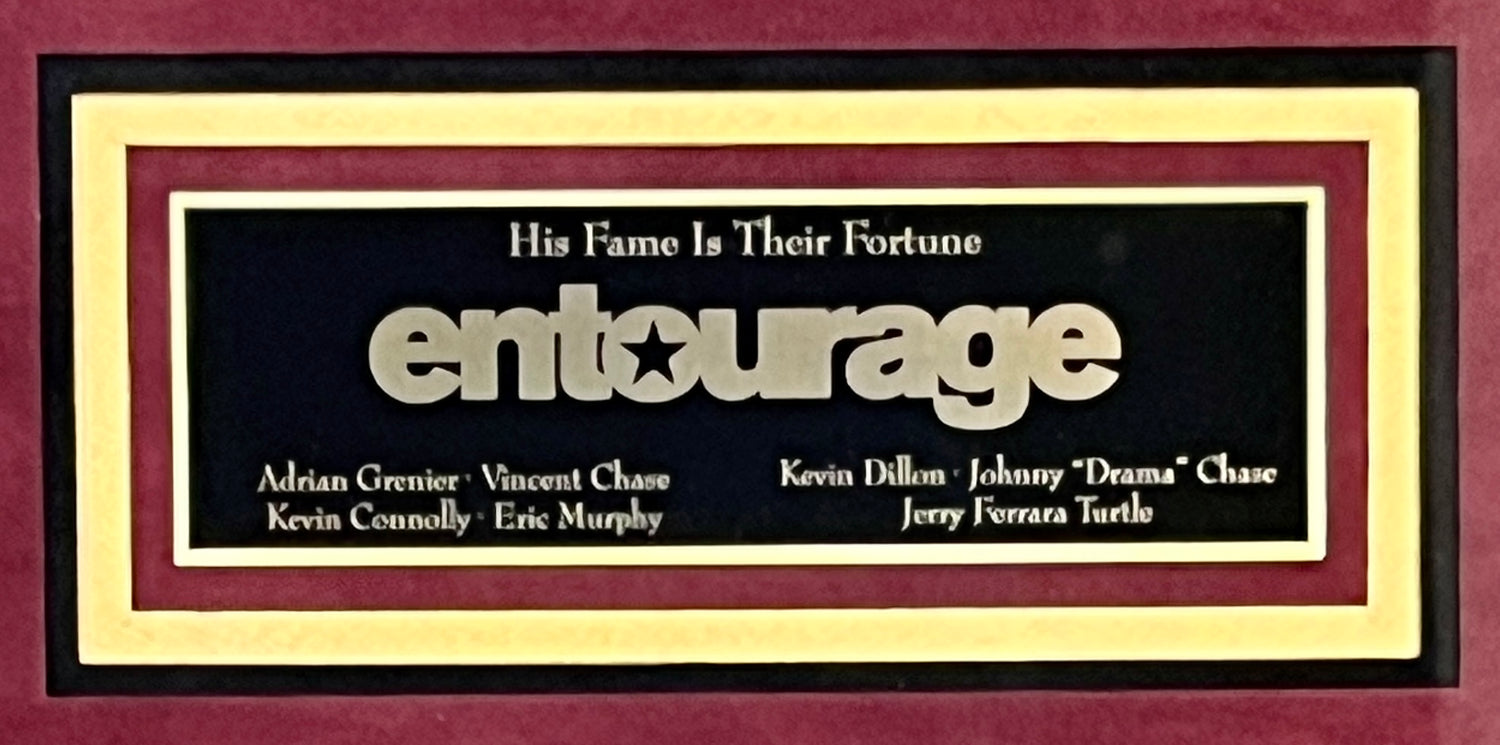 His Fame Is Their Fortune
entourage
Adrian Grenier · Vincent Chase
Kevin Connolly · Eric Murphy
Kevin Dillon · Johnny "Drama" Chase
Jerry Ferrara Turtle